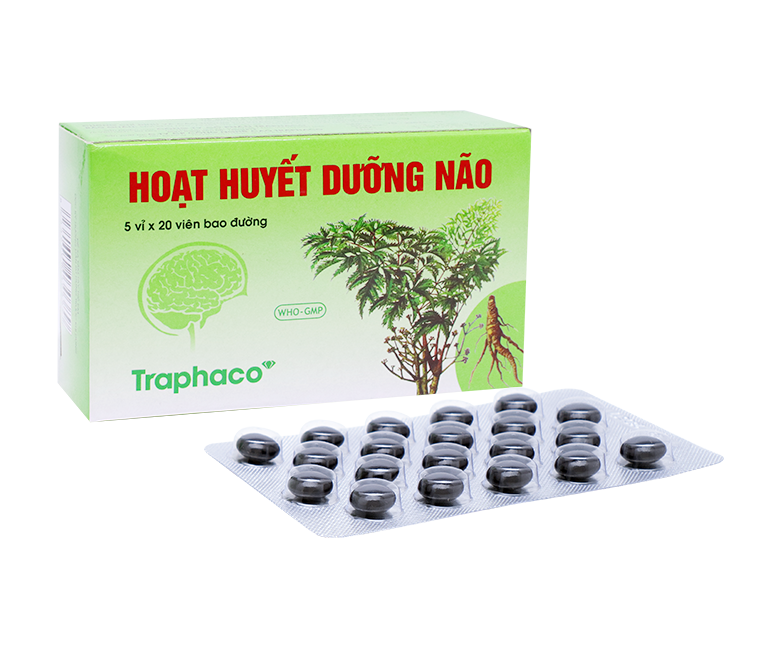 HOẠT HUYẾT DƯỠNG NÃO
5 vỉ x 20 viên bao đường
WHO-GMP
Traphaco